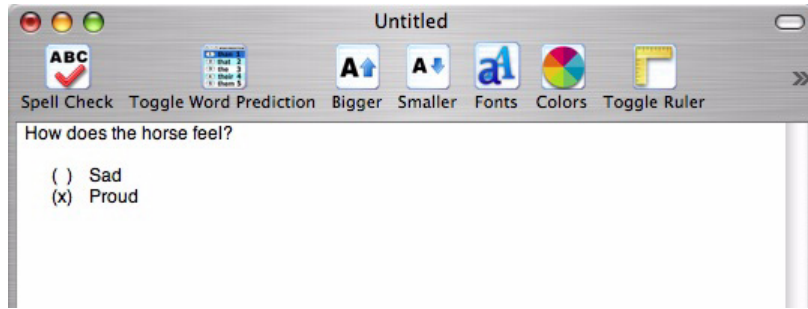 Untitled
ABC
A A a
Spell Check Toggle Word Prediction Bigger Smaller Fonts Colors Toggle Ruler
How does the horse feel?
( ) Sad
(x) Proud